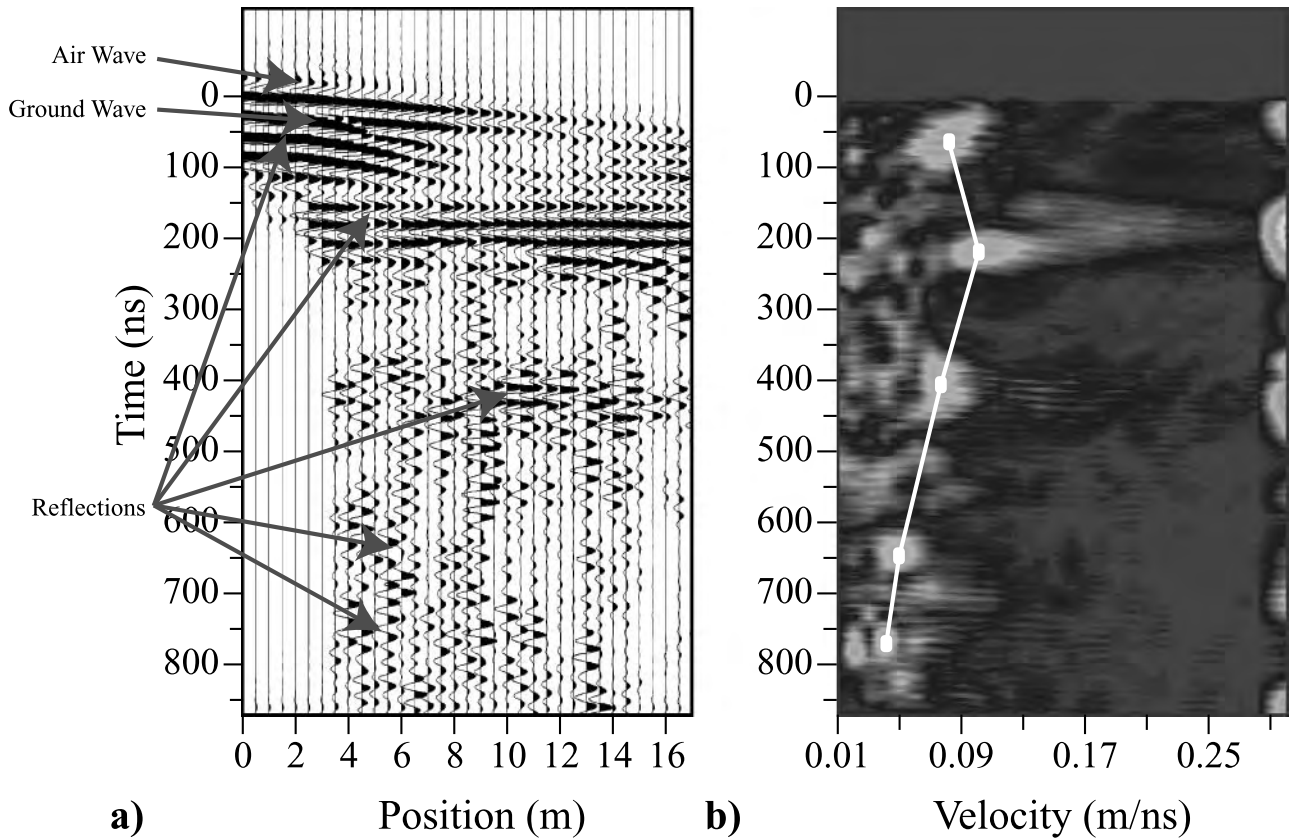 Air Wave
Ground Wave
Reflections
Time (ns)
0
100
200
300
400
500
600
700
800
0 2 4 6 8 10 12 14 16
a) Position (m)
0
100
200
300
400
500
600
700
800
0.01 0.09 0.17 0.25
b) Velocity (m/ns)